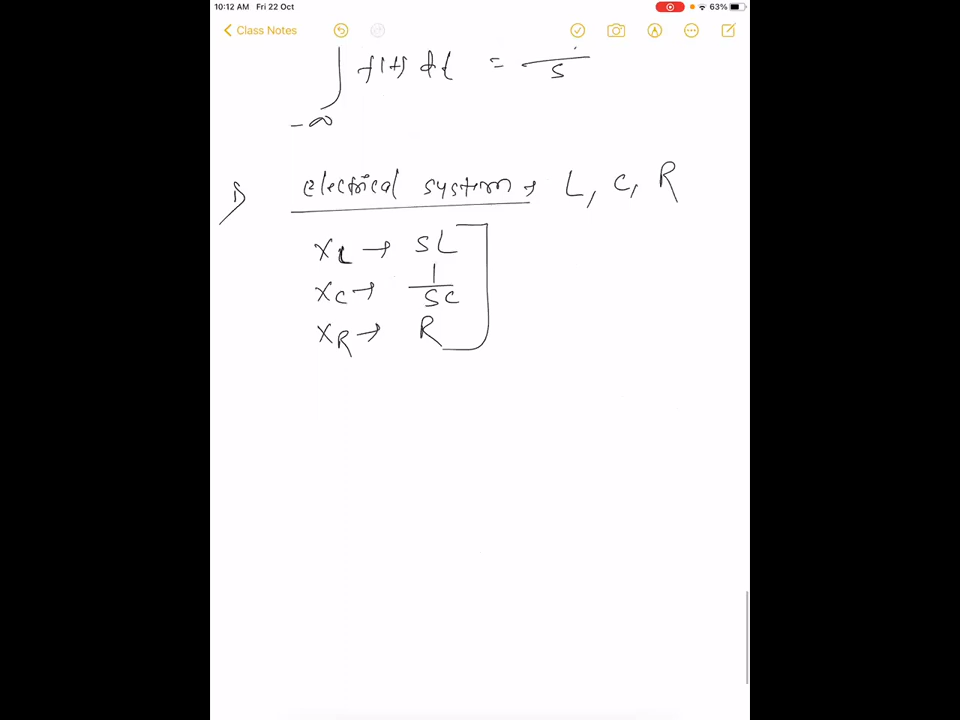 10:12 AM Fri 22 Oct 63%
Class Notes
∫ f(t) dt = — s
-∞
1) electrical system → L, C, R
XL → SL
XC → 1/SC
XR → R